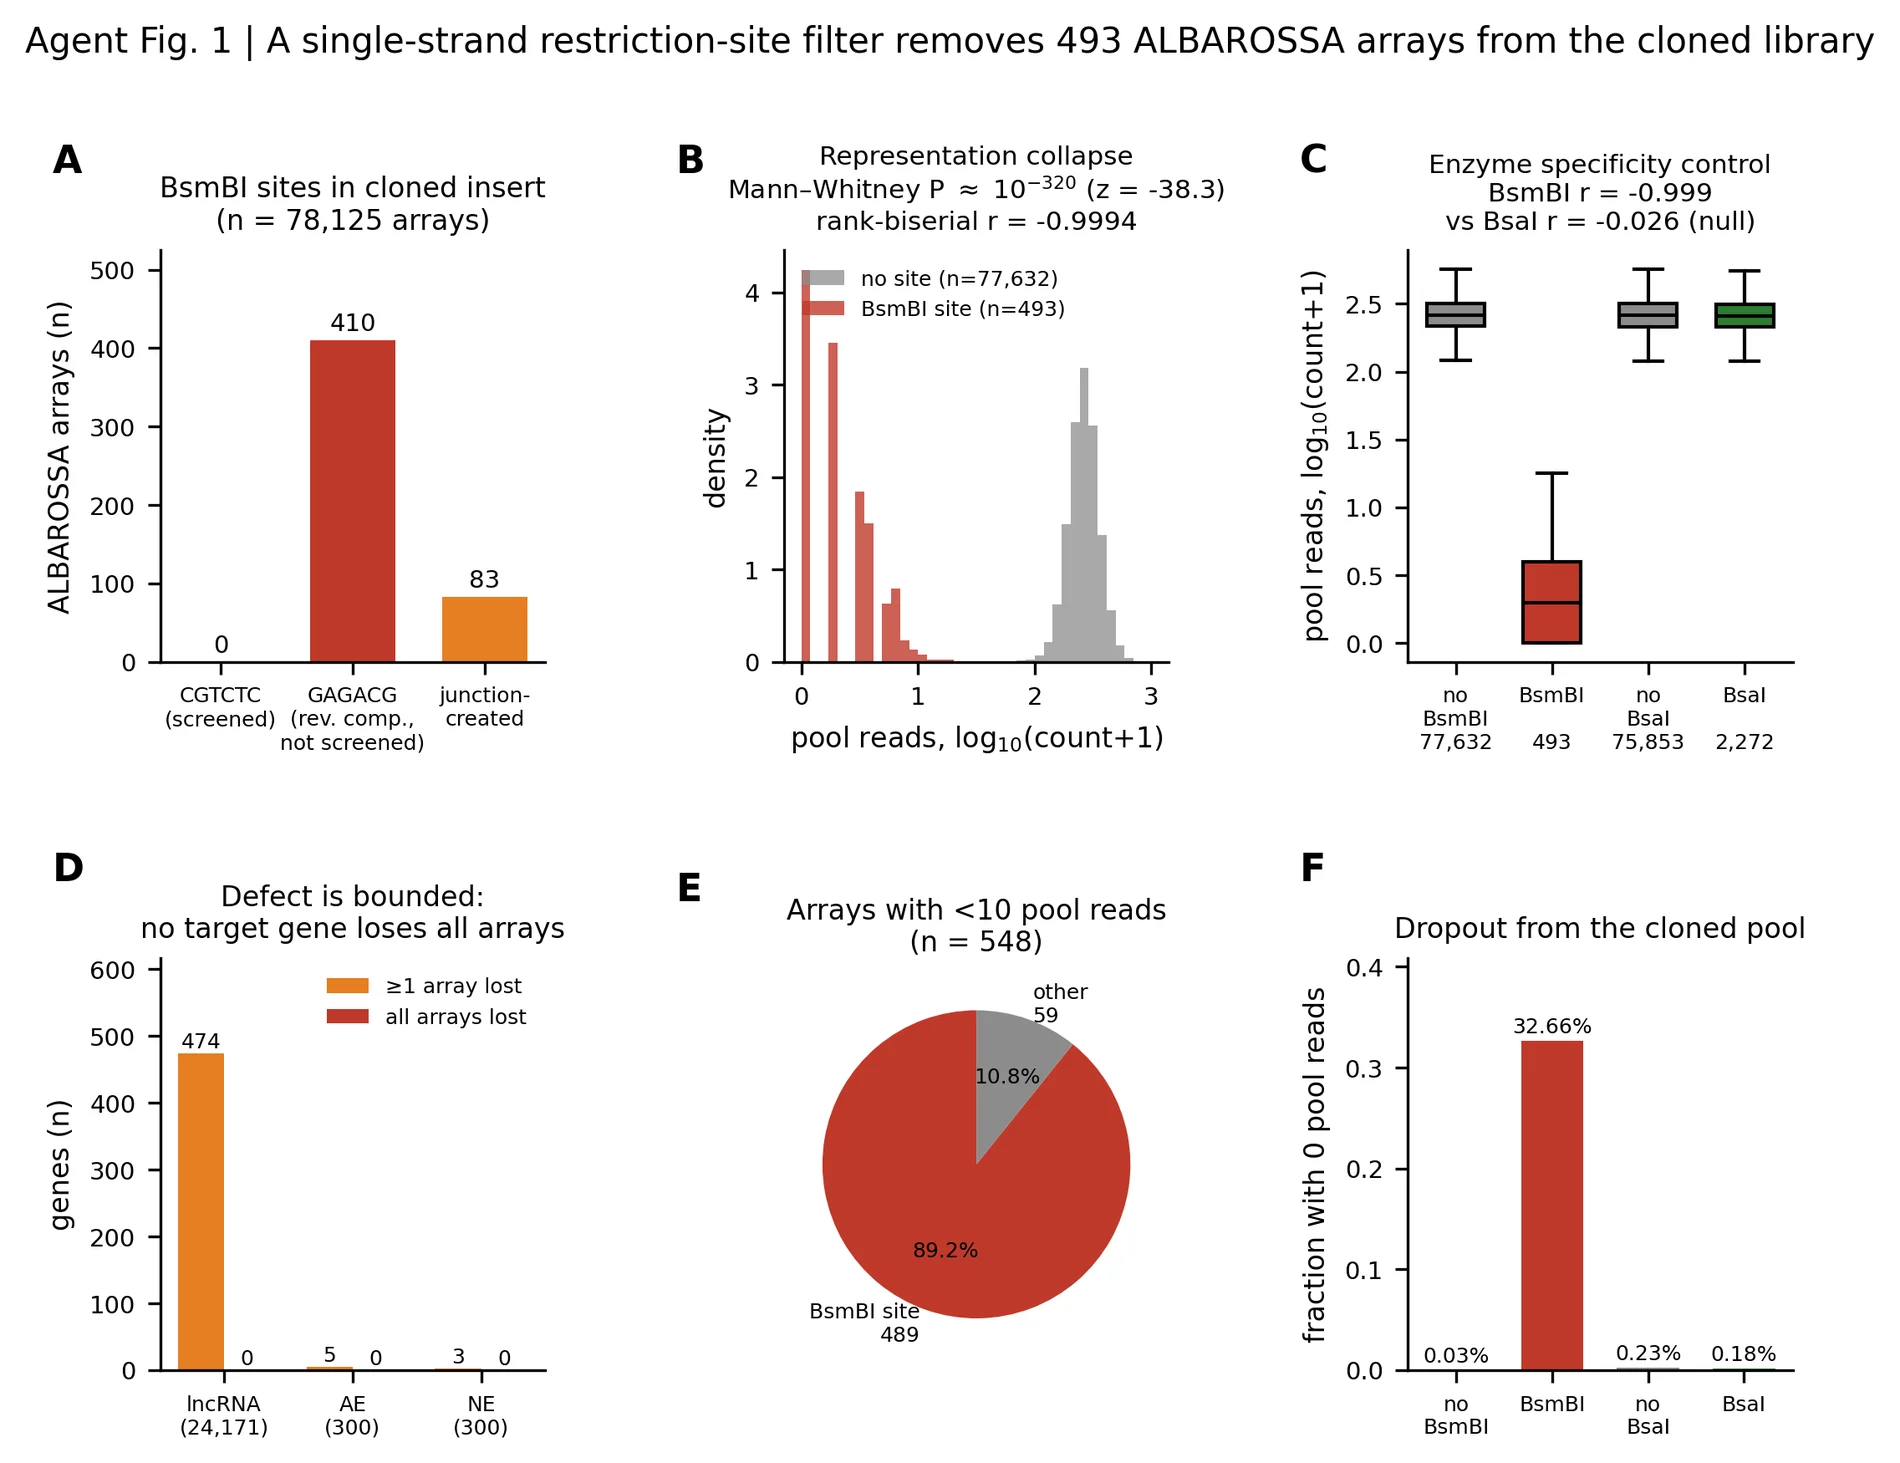 Agent Fig. 1 | A single-strand restriction-site filter removes 493 ALBAROSSA arrays from the cloned library
A
BsmBI sites in cloned insert
(n = 78,125 arrays)
ALBAROSSA arrays (n)
500
400
300
200
100
0
0
410
83
CGTCTC
(screened)
GAGACG
(rev. comp.,
not screened)
junction-
created
B
Representation collapse
Mann–Whitney P ≈ 10⁻³²⁰ (z = -38.3)
rank-biserial r = -0.9994
no site (n=77,632)
BsmBI site (n=493)
density
4
3
2
1
0
0
1
2
3
pool reads, log₁₀(count+1)
C
Enzyme specificity control
BsmBI r = -0.999
vs BsaI r = -0.026 (null)
pool reads, log₁₀(count+1)
2.5
2.0
1.5
1.0
0.5
0.0
no
BsmBI
77,632
BsmBI
493
no
BsaI
75,853
BsaI
2,272
D
Defect is bounded:
no target gene loses all arrays
≥1 array lost
all arrays lost
genes (n)
600
500
400
300
200
100
0
474
0
5
0
3
0
lncRNA
(24,171)
AE
(300)
NE
(300)
E
Arrays with <10 pool reads
(n = 548)
other
59
10.8%
89.2%
BsmBI site
489
F
Dropout from the cloned pool
fraction with 0 pool reads
0.4
0.3
0.2
0.1
0.0
0.03%
32.66%
0.23%
0.18%
no
BsmBI
BsmBI
no
BsaI
BsaI